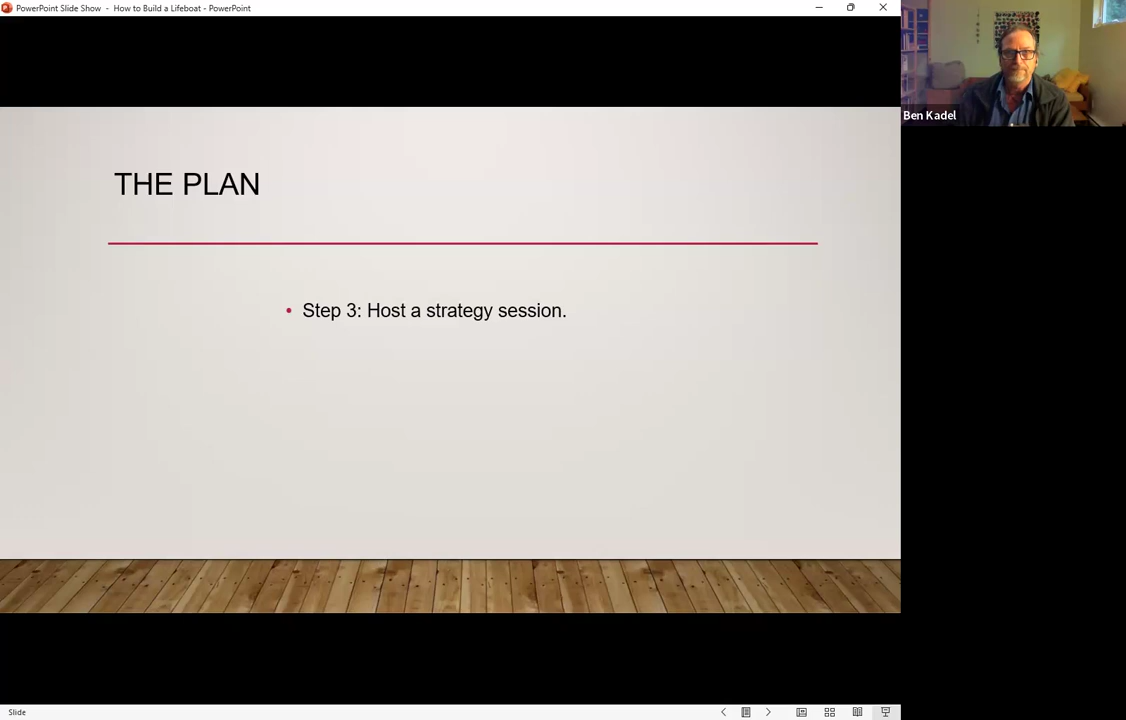 PowerPoint Slide Show - How to Build a Lifeboat - PowerPoint
Ben Kadel
THE PLAN
• Step 3: Host a strategy session.
Slide